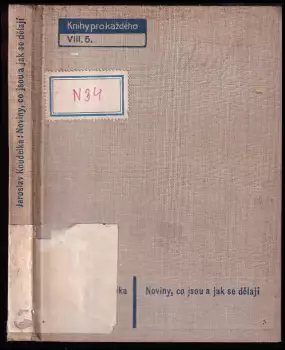 Jaroslav Koudelka: Noviny, co jsou a jak se dělají
Knihy pro každého
VIII. 5.
N34
Noviny, co jsou a jak se dělají